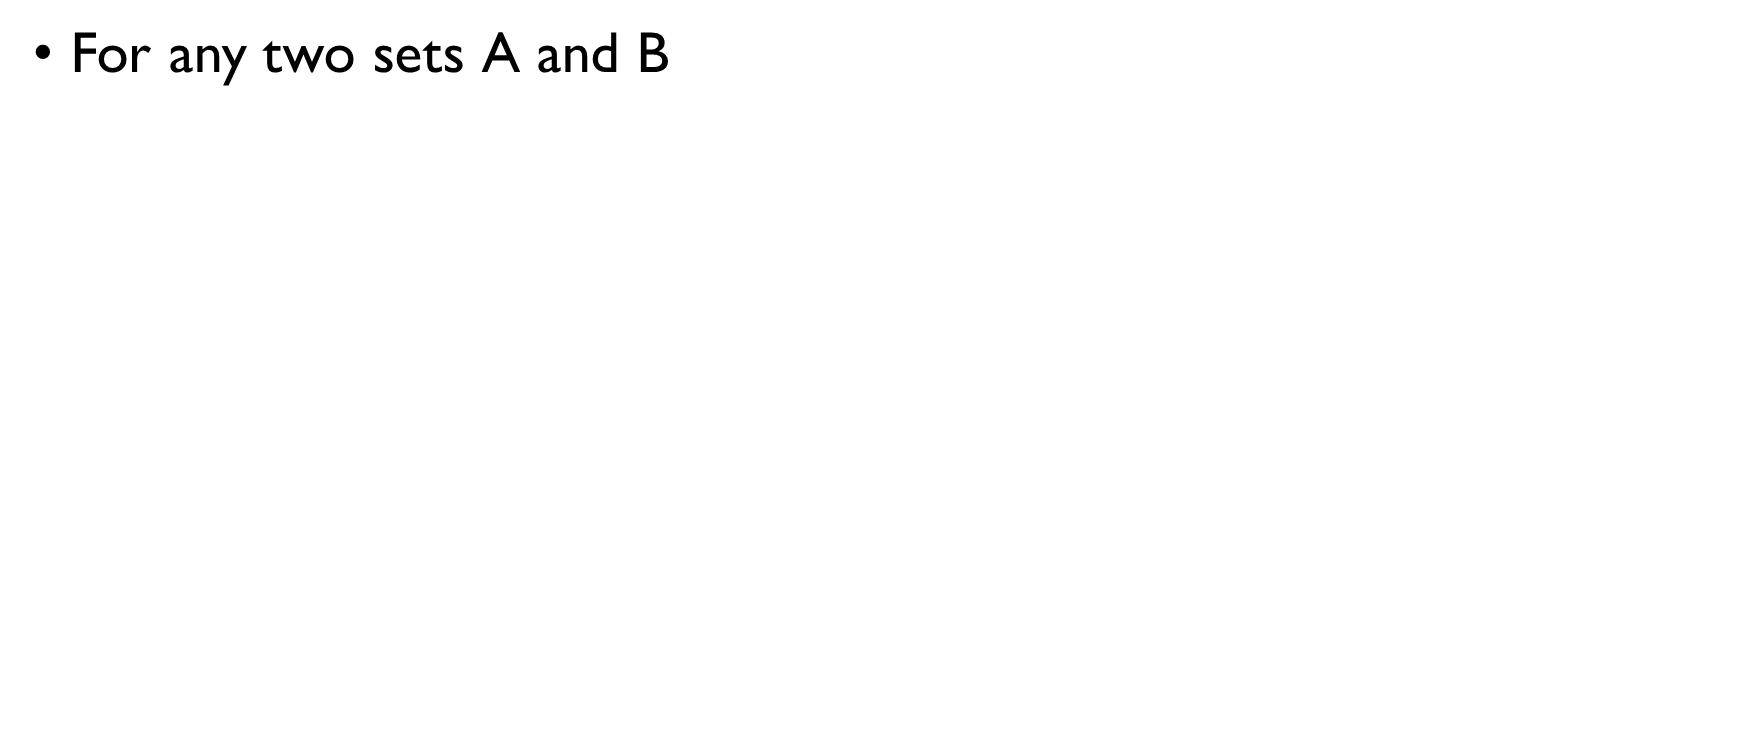 • For any two sets A and B